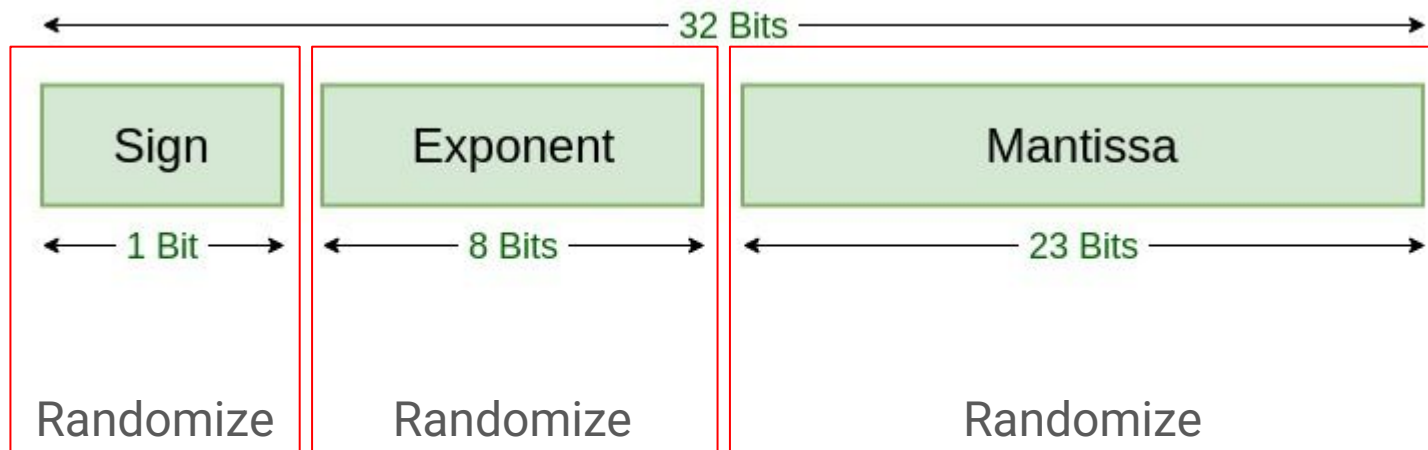 32 Bits
Sign
Exponent
Mantissa
1 Bit
8 Bits
23 Bits
Randomize
Randomize
Randomize